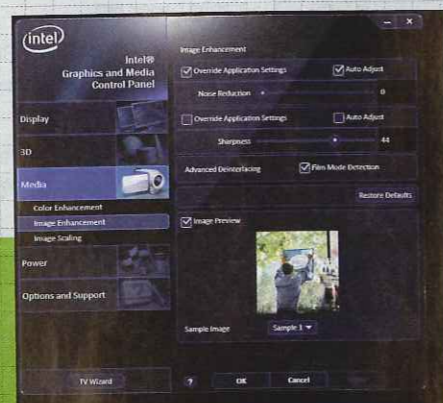 intel
Intel®
Graphics and Media
Control Panel
Display
3D
Media
Color Enhancement
Image Enhancement
Image Scaling
Power
Options and Support
TV Wizard
Image Enhancement
Override Application Settings
Auto Adjust
Noise Reduction
0
Override Application Settings
Auto Adjust
Sharpness
44
Advanced Deinterlacing
Film Mode Detection
Restore Defaults
Image Preview
Sample Image
Sample 1
?
OK
Cancel